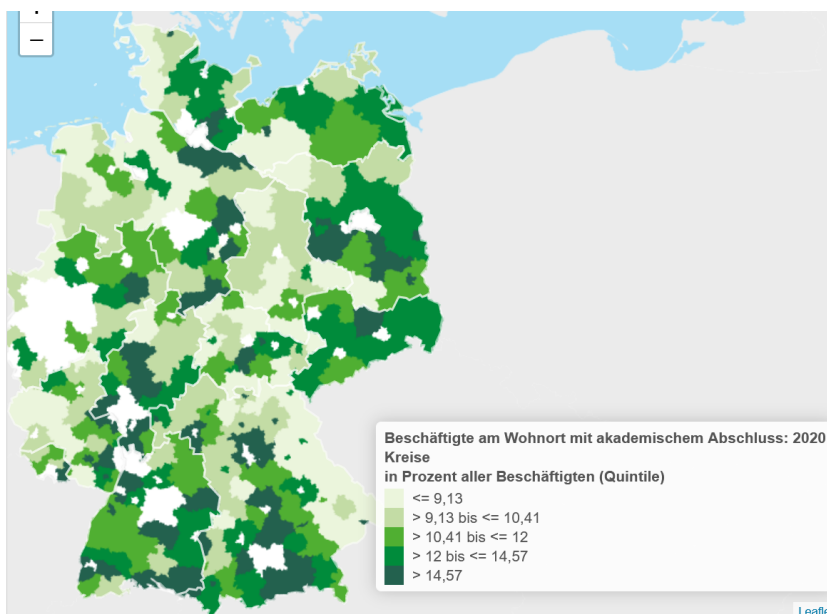 −
Beschäftigte am Wohnort mit akademischem Abschluss: 2020
Kreise
in Prozent aller Beschäftigten (Quintile)
<= 9,13
> 9,13 bis <= 10,41
> 10,41 bis <= 12
> 12 bis <= 14,57
> 14,57